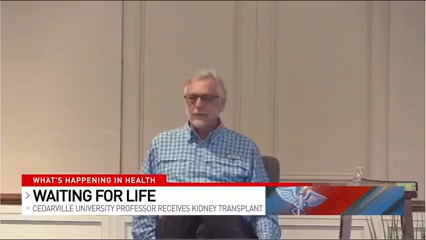 WHAT'S HAPPENING IN HEALTH
WAITING FOR LIFE
CEDARVILLE UNIVERSITY PROFESSOR RECEIVES KIDNEY TRANSPLANT